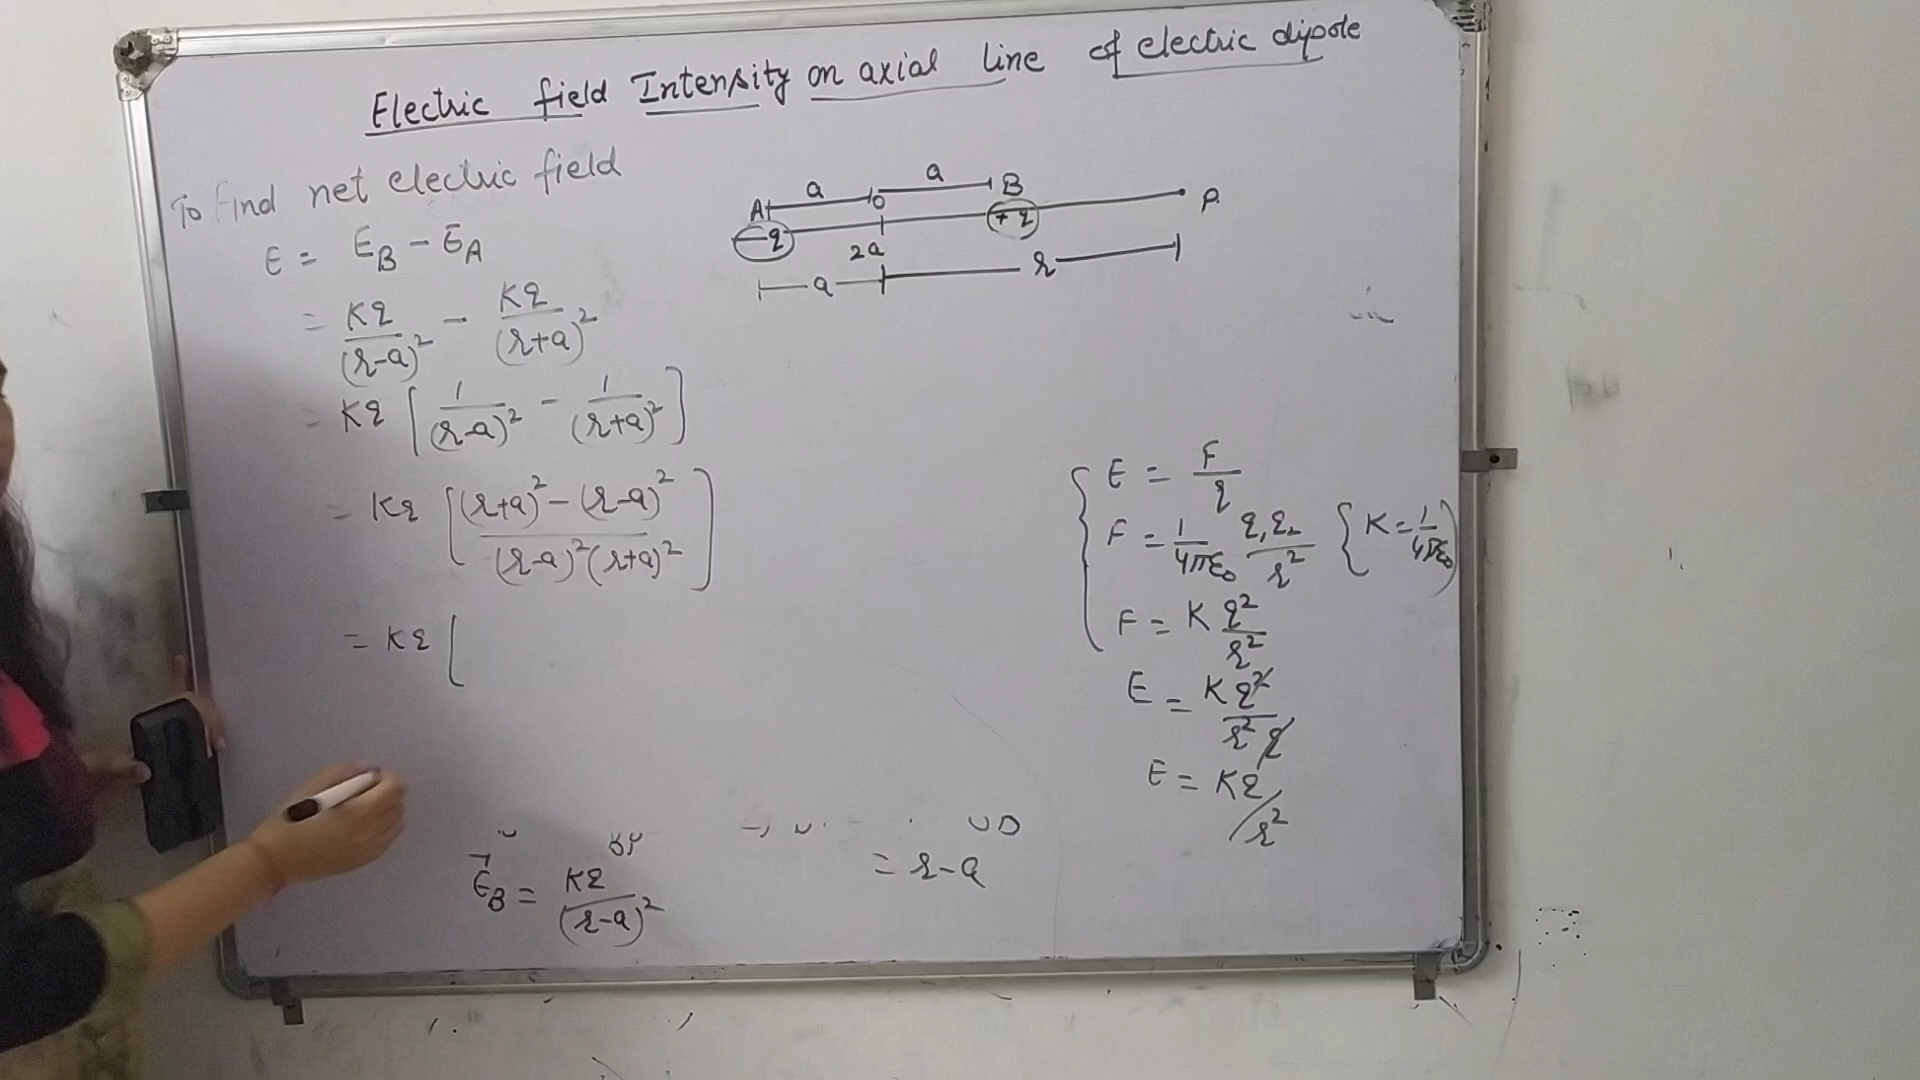 Electric field Intensity on axial line of electric dipole
To Find net electric field
E = E_B - E_A
= Kq/(r-a)² - Kq/(r+a)²
= Kq [ 1/(r-a)² - 1/(r+a)² ]
= Kq [ (r+a)² - (r-a)² / (r-a)² (r+a)² ]
= Kq [
a a
A O B P
-q +q
2a
a r
{ E = F/q
F = 1/4πε₀ q₁q₂/r² { K = 1/4πε₀ }
F = K q²/r²
E = K q²/r² q
E = Kq/r²
BP
E⃗_B = Kq/(r-a)²
= r-a